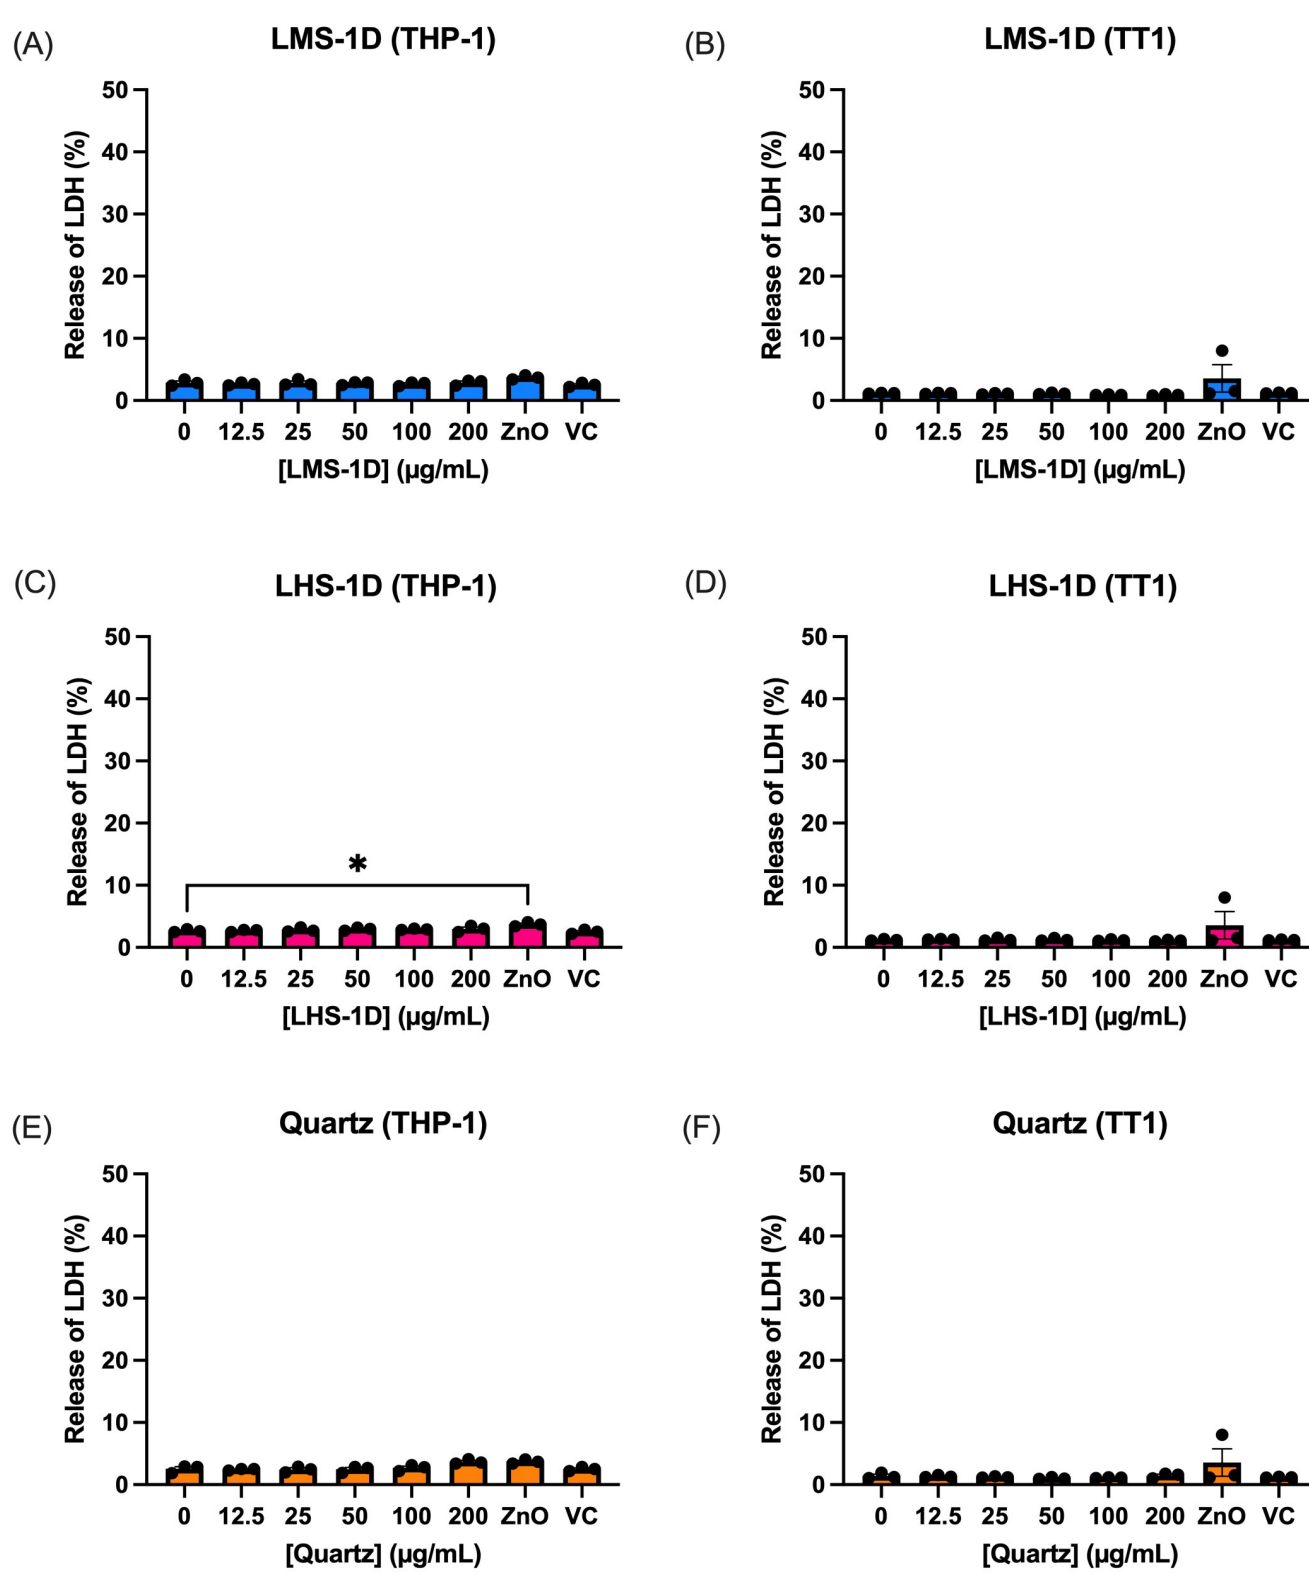 (A)
LMS-1D (THP-1)
Release of LDH (%)
50
40
30
20
10
0
0 12.5 25 50 100 200 ZnO VC
[LMS-1D] (µg/mL)
(B)
LMS-1D (TT1)
Release of LDH (%)
50
40
30
20
10
0
0 12.5 25 50 100 200 ZnO VC
[LMS-1D] (µg/mL)
(C)
LHS-1D (THP-1)
Release of LDH (%)
50
40
30
20
10
0
*
0 12.5 25 50 100 200 ZnO VC
[LHS-1D] (µg/mL)
(D)
LHS-1D (TT1)
Release of LDH (%)
50
40
30
20
10
0
0 12.5 25 50 100 200 ZnO VC
[LHS-1D] (µg/mL)
(E)
Quartz (THP-1)
Release of LDH (%)
50
40
30
20
10
0
0 12.5 25 50 100 200 ZnO VC
[Quartz] (µg/mL)
(F)
Quartz (TT1)
Release of LDH (%)
50
40
30
20
10
0
0 12.5 25 50 100 200 ZnO VC
[Quartz] (µg/mL)